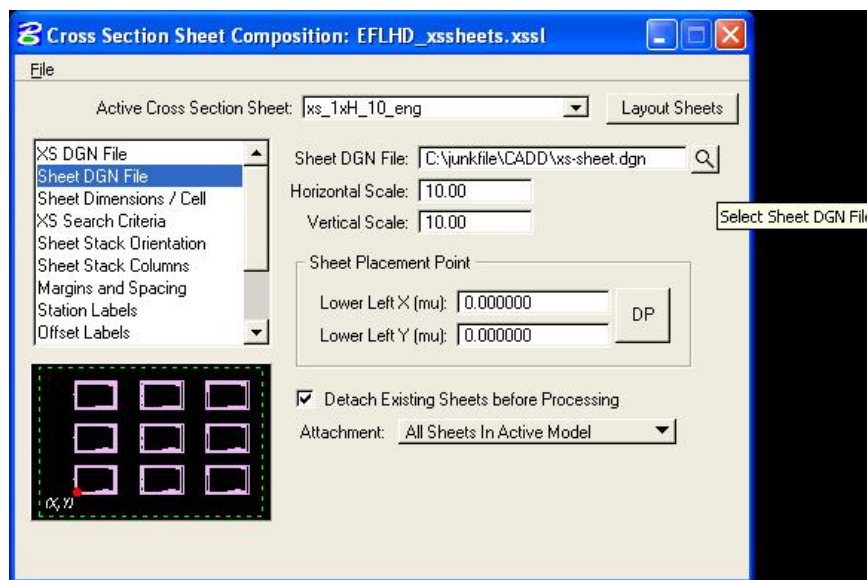 Cross Section Sheet Composition: EFLHD_xssheets.xssl
File
Active Cross Section Sheet: xs_1xH_10_eng Layout Sheets
XS DGN File
Sheet DGN File
Sheet Dimensions / Cell
XS Search Criteria
Sheet Stack Orientation
Sheet Stack Columns
Margins and Spacing
Station Labels
Offset Labels
Sheet DGN File: C:\junkfile\CADD\xs-sheet.dgn
Horizontal Scale: 10.00
Vertical Scale: 10.00
Select Sheet DGN File
Sheet Placement Point
Lower Left X (mu): 0.000000
Lower Left Y (mu): 0.000000
DP
Detach Existing Sheets before Processing
Attachment: All Sheets In Active Model
(X, Y)